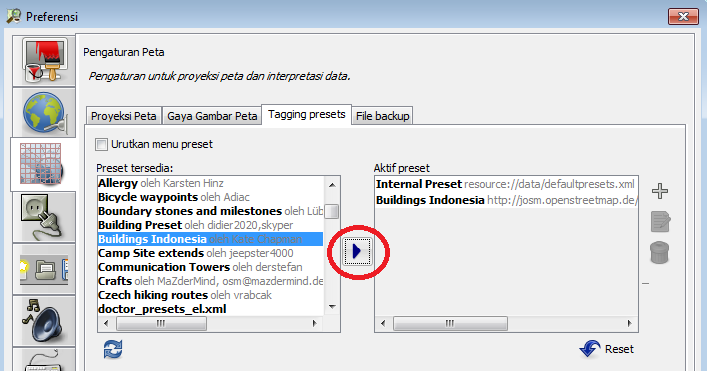 Preferensi
Pengaturan Peta
Pengaturan untuk proyeksi peta dan interpretasi data.
Proyeksi Peta
Gaya Gambar Peta
Tagging presets
File backup
Urutkan menu preset
Preset tersedia:
Allergy oleh Karsten Hinz
Bicycle waypoints oleh Adiac
Boundary stones and milestones oleh Lüb
Building Preset oleh didier2020,skyper
Buildings Indonesia oleh Kate Chapman
Camp Site extends oleh jeepster4000
Communication Towers oleh derstefan
Crafts oleh MaZderMind, osm@mazdermind.de
Czech hiking routes oleh vrabcak
doctor_presets_el.xml
Aktif preset
Internal Preset resource://data/defaultpresets.xml
Buildings Indonesia http://josm.openstreetmap.de/
Reset